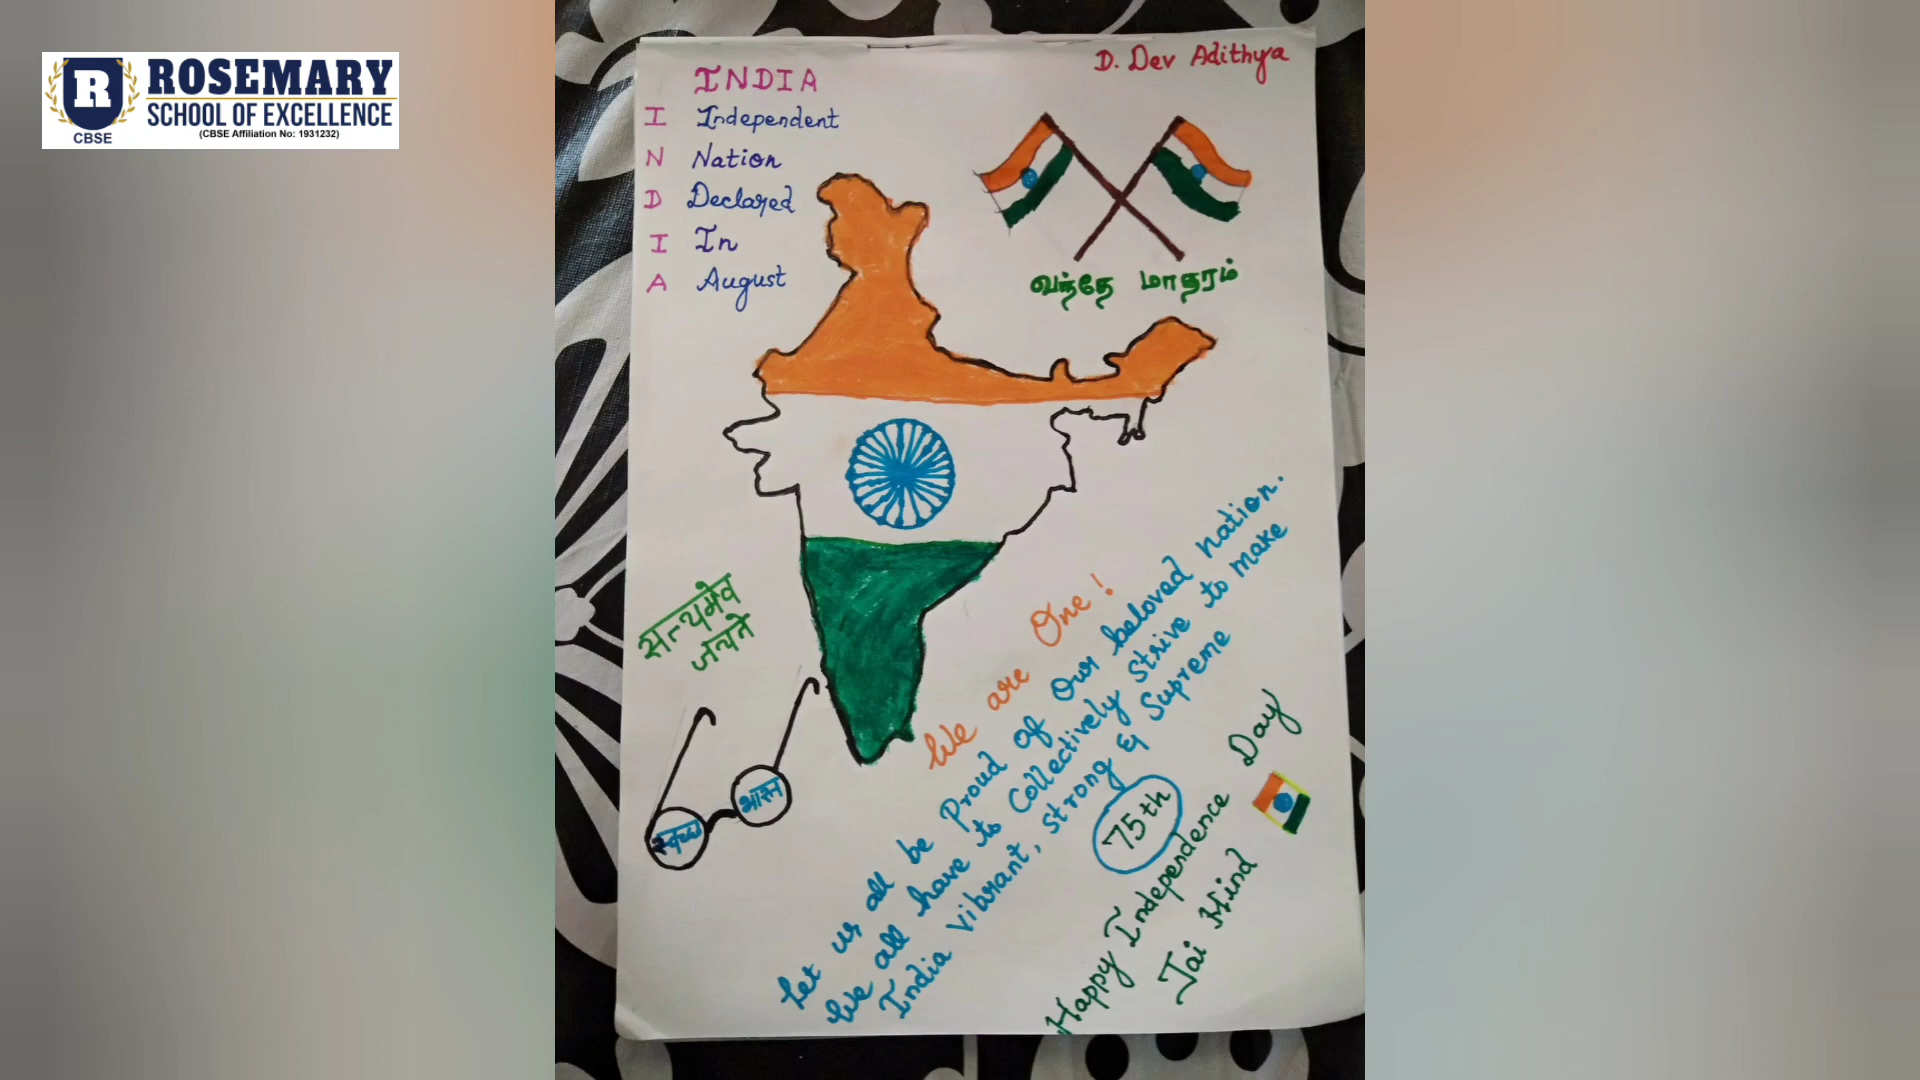 R ROSEMARY
SCHOOL OF EXCELLENCE
CBSE
(CBSE Affiliation No: 1931232)
D. Dev Adithya
INDIA
I Independent
N Nation
D Declared
I In
A August
வந்தே மாதரம்
सत्यमेव
जयते
स्वच्छ
भारत
We are One!
Let us all be Proud of our beloved nation.
We all have to Collectively strive to make
India vibrant, strong & Supreme
75th
Happy Independence Day
Jai Hind